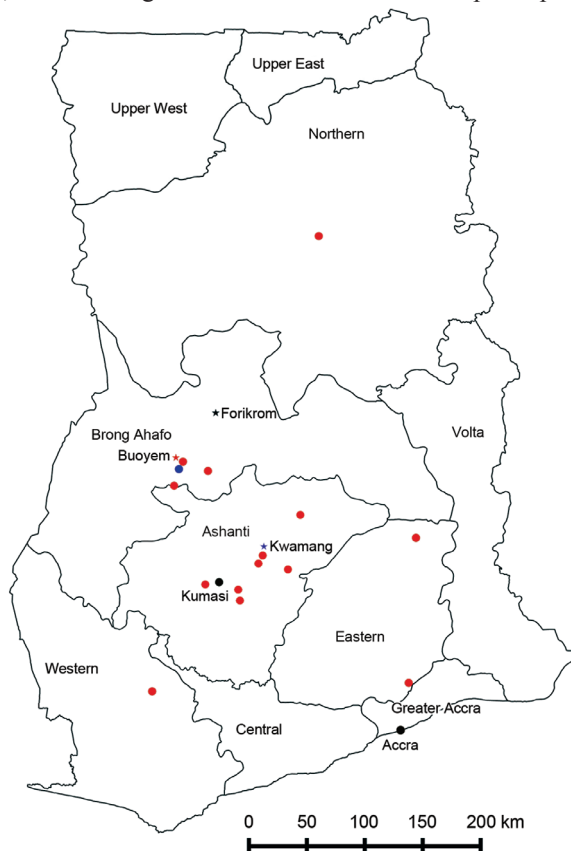 Upper East
Upper West
Northern
Forikrom
Brong Ahafo
Volta
Buoyem
Ashanti
Kwamang
Kumasi
Eastern
Western
Greater Accra
Central
Accra
0 50 100 150 200 km